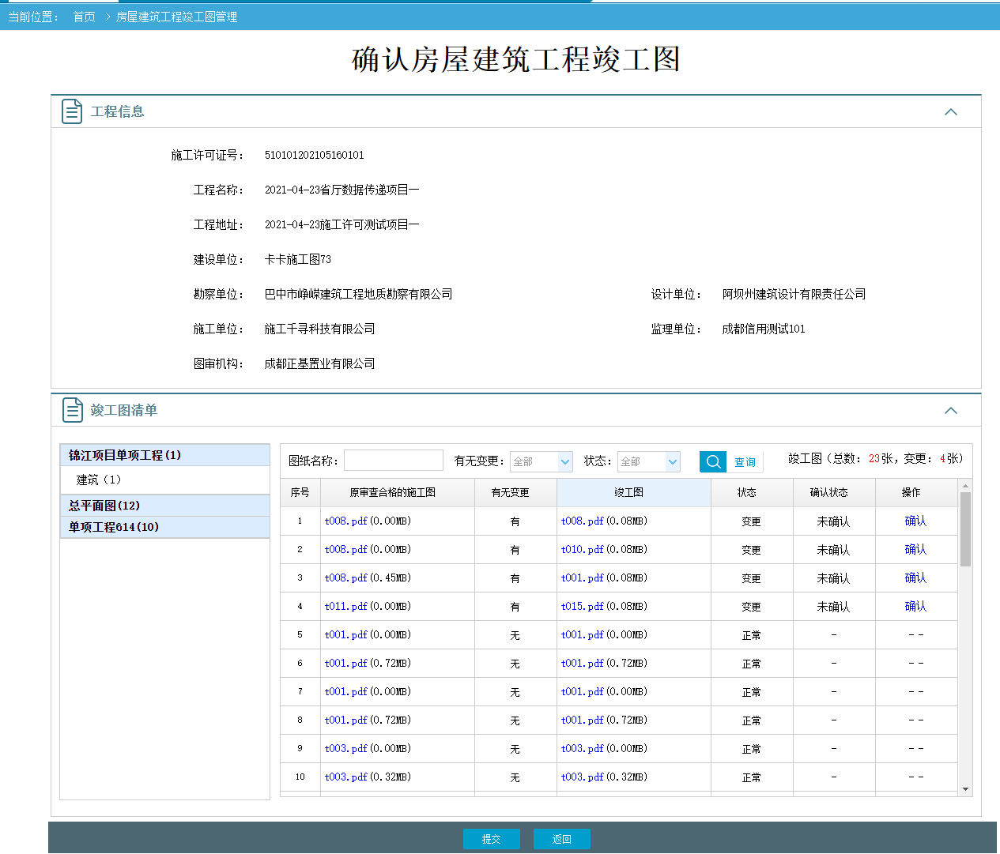 当前位置： 首页 > 房屋建筑工程竣工图管理
确认房屋建筑工程竣工图
工程信息
施工许可证号： 510101202105160101
工程名称： 2021-04-23省厅数据传递项目一
工程地址： 2021-04-23施工许可测试项目一
建设单位： 卡卡施工图73
勘察单位： 巴中市峥嵘建筑工程地质勘察有限公司 设计单位： 阿坝州建筑设计有限责任公司
施工单位： 施工千寻科技有限公司 监理单位： 成都信用测试101
图审机构： 成都正基置业有限公司
竣工图清单
锦江项目单项工程(1)
建筑（1）
总平面图(12)
单项工程614(10)
图纸名称： 有无变更： 全部 状态： 全部 查询 竣工图（总数：23张，变更：4张）
序号 原审查合格的施工图 有无变更 竣工图 状态 确认状态 操作
1 t008.pdf(0.00MB) 有 t008.pdf(0.08MB) 变更 未确认 确认
2 t008.pdf(0.00MB) 有 t010.pdf(0.08MB) 变更 未确认 确认
3 t008.pdf(0.45MB) 有 t001.pdf(0.08MB) 变更 未确认 确认
4 t011.pdf(0.00MB) 有 t015.pdf(0.08MB) 变更 未确认 确认
5 t001.pdf(0.00MB) 无 t001.pdf(0.00MB) 正常 - --
6 t001.pdf(0.72MB) 无 t001.pdf(0.72MB) 正常 - --
7 t001.pdf(0.00MB) 无 t001.pdf(0.00MB) 正常 - --
8 t001.pdf(0.72MB) 无 t001.pdf(0.72MB) 正常 - --
9 t003.pdf(0.00MB) 无 t003.pdf(0.00MB) 正常 - --
10 t003.pdf(0.32MB) 无 t003.pdf(0.32MB) 正常 - --
提交 返回